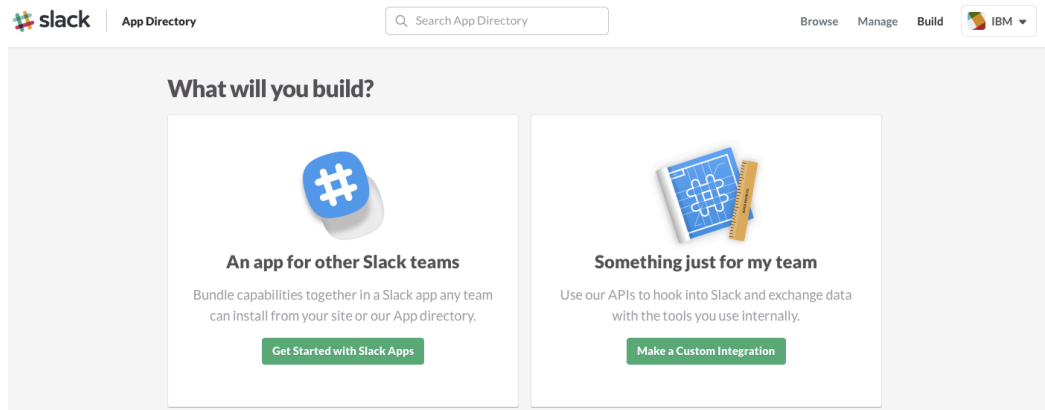 slack
App Directory
Search App Directory
Browse
Manage
Build
IBM
What will you build?
An app for other Slack teams
Bundle capabilities together in a Slack app any team
can install from your site or our App directory.
Get Started with Slack Apps
Something just for my team
Use our APIs to hook into Slack and exchange data
with the tools you use internally.
Make a Custom Integration